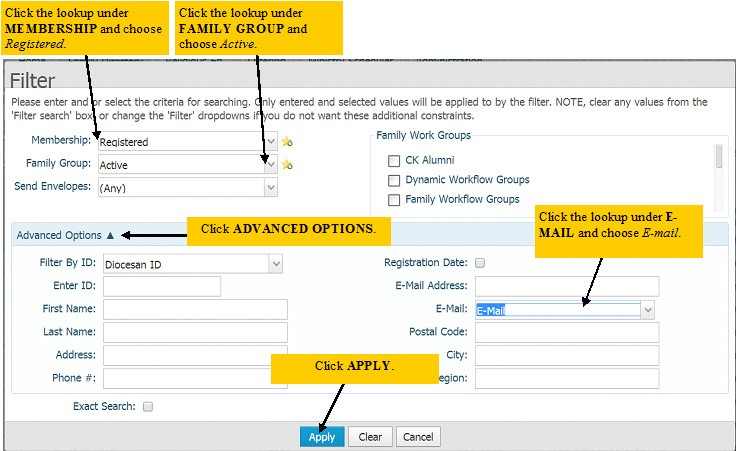 Click the lookup under
MEMBERSHIP and choose
Registered.
Click the lookup under
FAMILY GROUP and
choose Active.
Home
Administration
Filter
Please enter and or select the criteria for searching. Only entered and selected values will be applied to by the filter. NOTE, clear any values from the
'Filter search' box, or change the 'Filter' dropdowns if you do not want these additional constraints.
Membership: Registered
Family Group: Active
Send Envelopes: (Any)
Family Work Groups
CK Alumni
Dynamic Workflow Groups
Family Workflow Groups
Click ADVANCED OPTIONS.
Click the lookup under E-
MAIL and choose E-mail.
Advanced Options ▲
Filter By ID: Diocesan ID
Enter ID:
First Name:
Last Name:
Address:
Phone #:
Registration Date:
E-Mail Address:
E-Mail: E-Mail
Postal Code:
City:
egion:
Click APPLY.
Exact Search:
Apply Clear Cancel